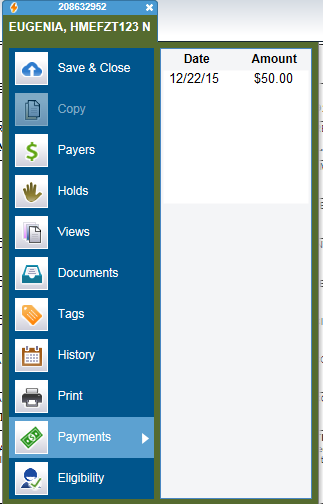 208632952
EUGENIA, HMEFZT123 N
Save & Close
Copy
Payers
Holds
Views
Documents
Tags
History
Print
Payments
Eligibility
Date Amount
12/22/15 $50.00